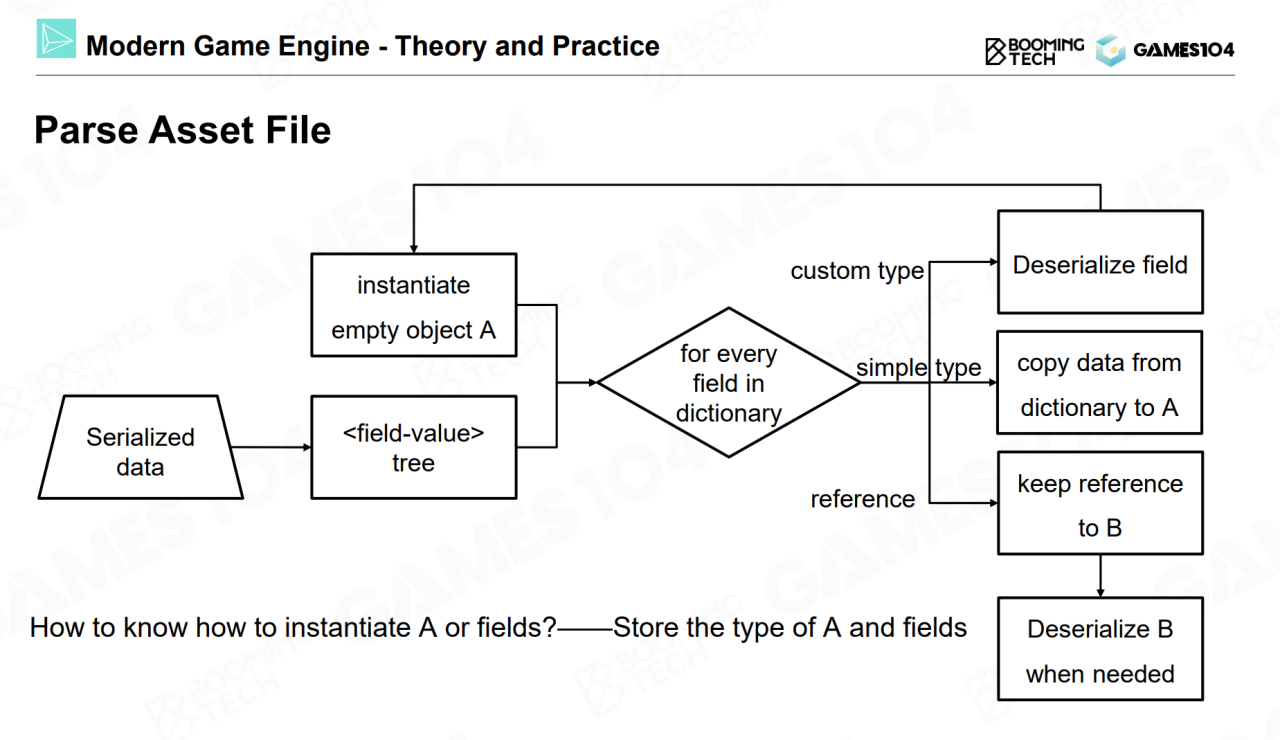 Modern Game Engine - Theory and Practice
BOOMING
TECH
GAMES104
Parse Asset File
instantiate
empty object A
Serialized
data
<field-value>
tree
for every
field in
dictionary
custom type
simple type
reference
Deserialize field
copy data from
dictionary to A
keep reference
to B
Deserialize B
when needed
How to know how to instantiate A or fields?——Store the type of A and fields